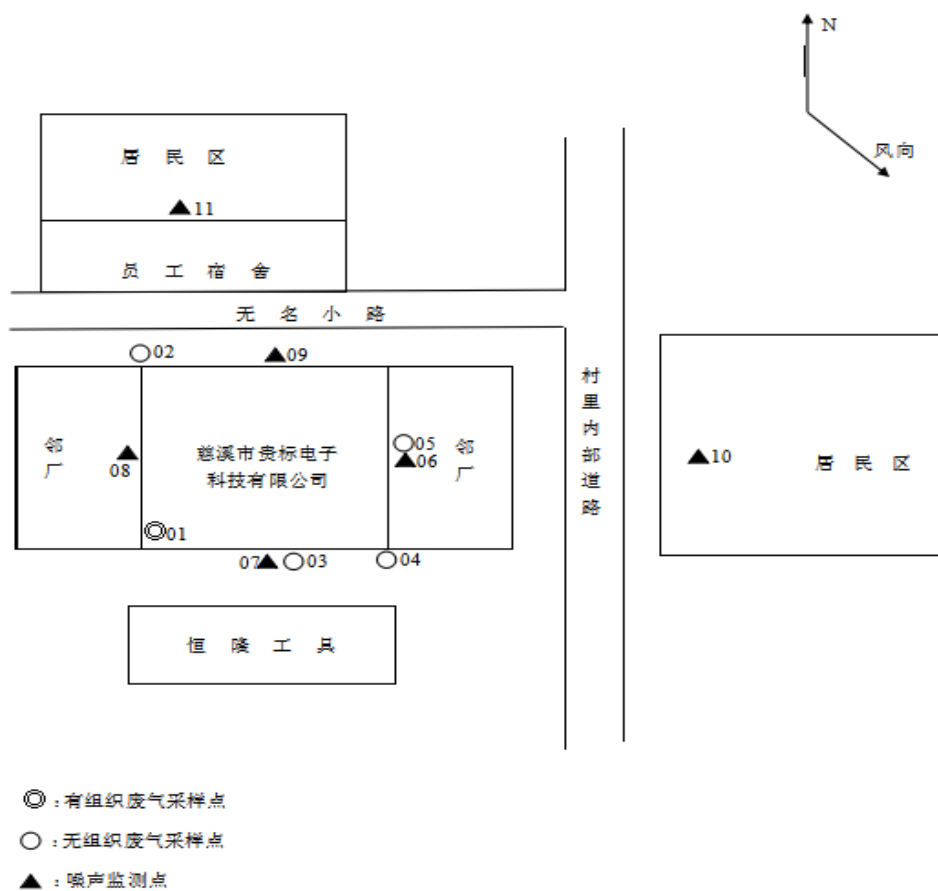 N
风向
居民区
11
员工宿舍
无名小路
02
09
邻厂
08
慈溪市贵标电子
科技有限公司
05
06
邻厂
村里内部道路
10
居民区
01
07
03
04
恒隆工具
：有组织废气采样点
：无组织废气采样点
：噪声监测点